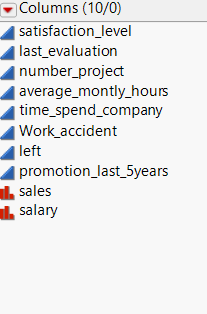 Columns (10/0)
satisfaction_level
last_evaluation
number_project
average_montly_hours
time_spend_company
Work_accident
left
promotion_last_5years
sales
salary